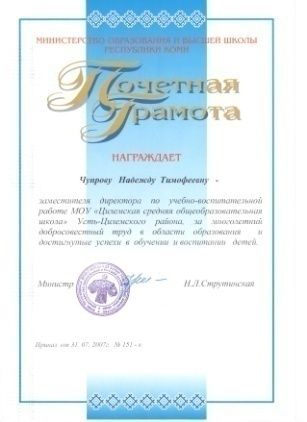 МИНИСТЕРСТВО ОБРАЗОВАНИЯ И ВЫСШЕЙ ШКОЛЫ
РЕСПУБЛИКИ КОМИ
Почетная
Грамота
НАГРАЖДАЕТ
Чупрову Надежду Тимофеевну -
заместителя директора по учебно-воспитательной
работе МОУ «Цилемская средняя общеобразовательная
школа» Усть-Цилемского района, за многолетний
добросовестный труд в области образования и
достигнутые успехи в обучении и воспитании детей.
Министр Н.Л.Струтинская
Приказ от 31. 07. 2007г. № 151 -к